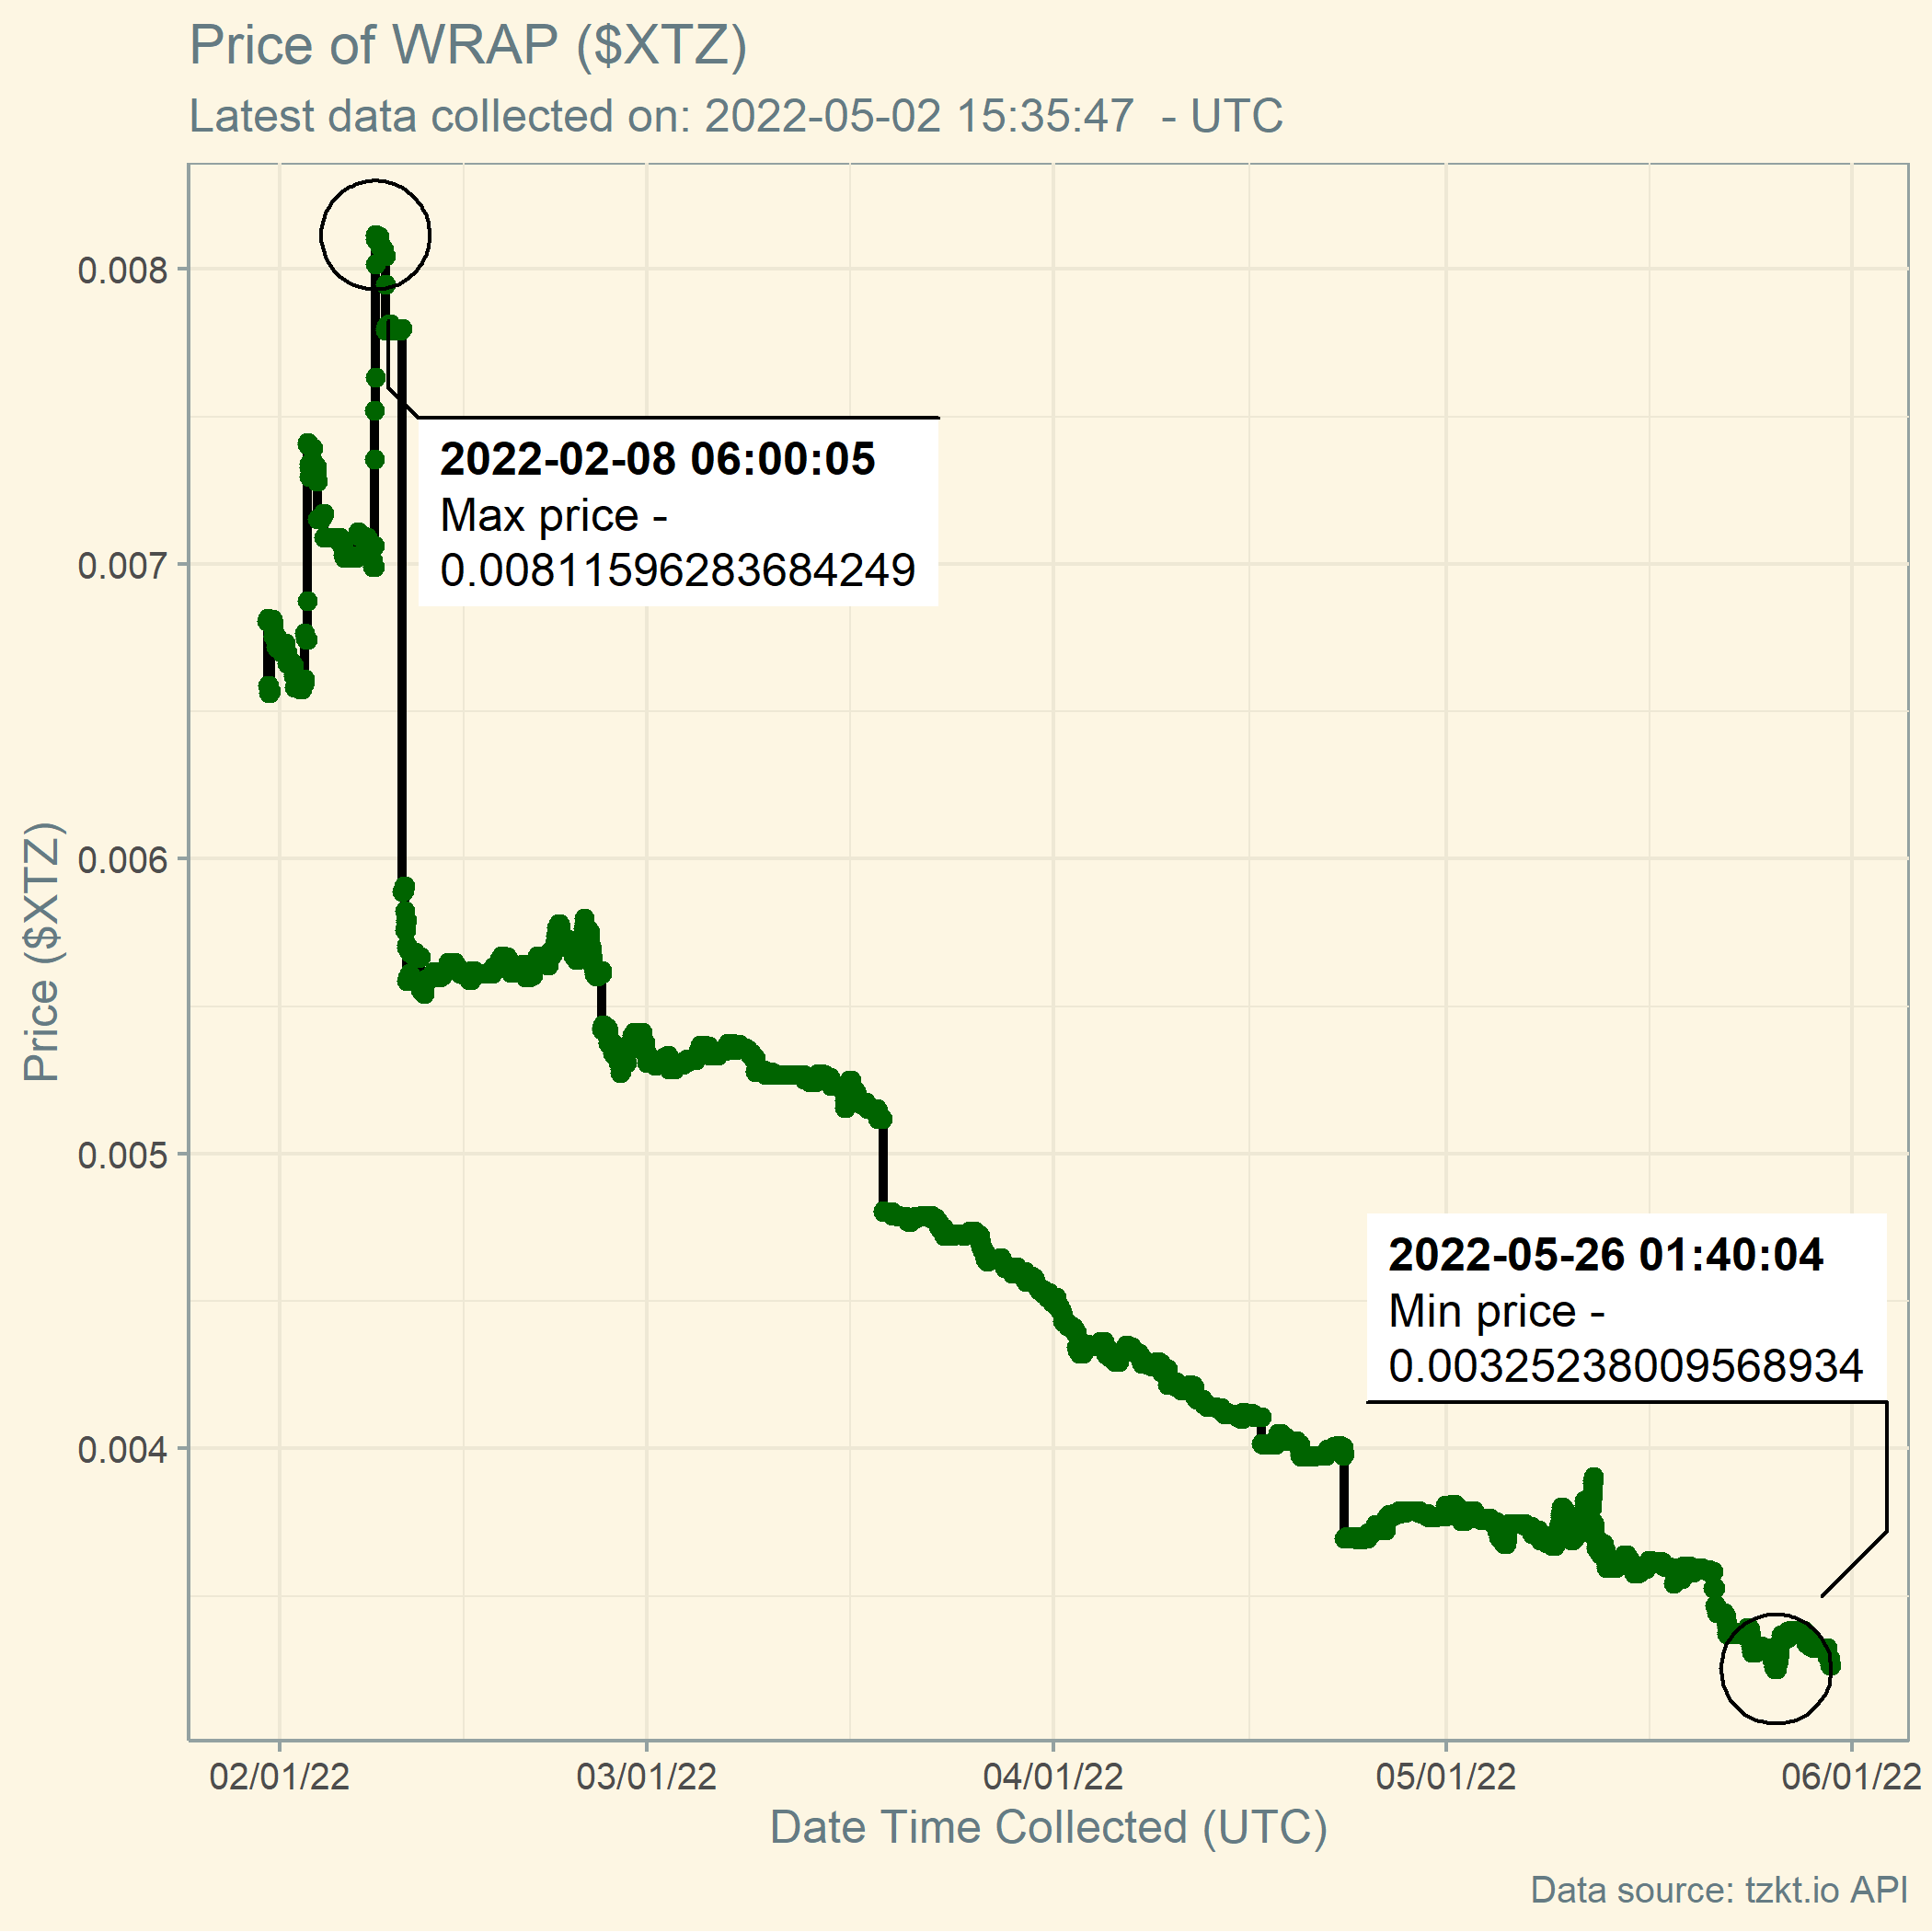 Price of WRAP ($XTZ)
Latest data collected on: 2022-05-02 15:35:47  - UTC
0.008
0.007
0.006
0.005
0.004
Price ($XTZ)
2022-02-08 06:00:05
Max price -
0.00811596283684249
2022-05-26 01:40:04
Min price -
0.00325238009568934
02/01/22
03/01/22
04/01/22
05/01/22
06/01/22
Date Time Collected (UTC)
Data source: tzkt.io API